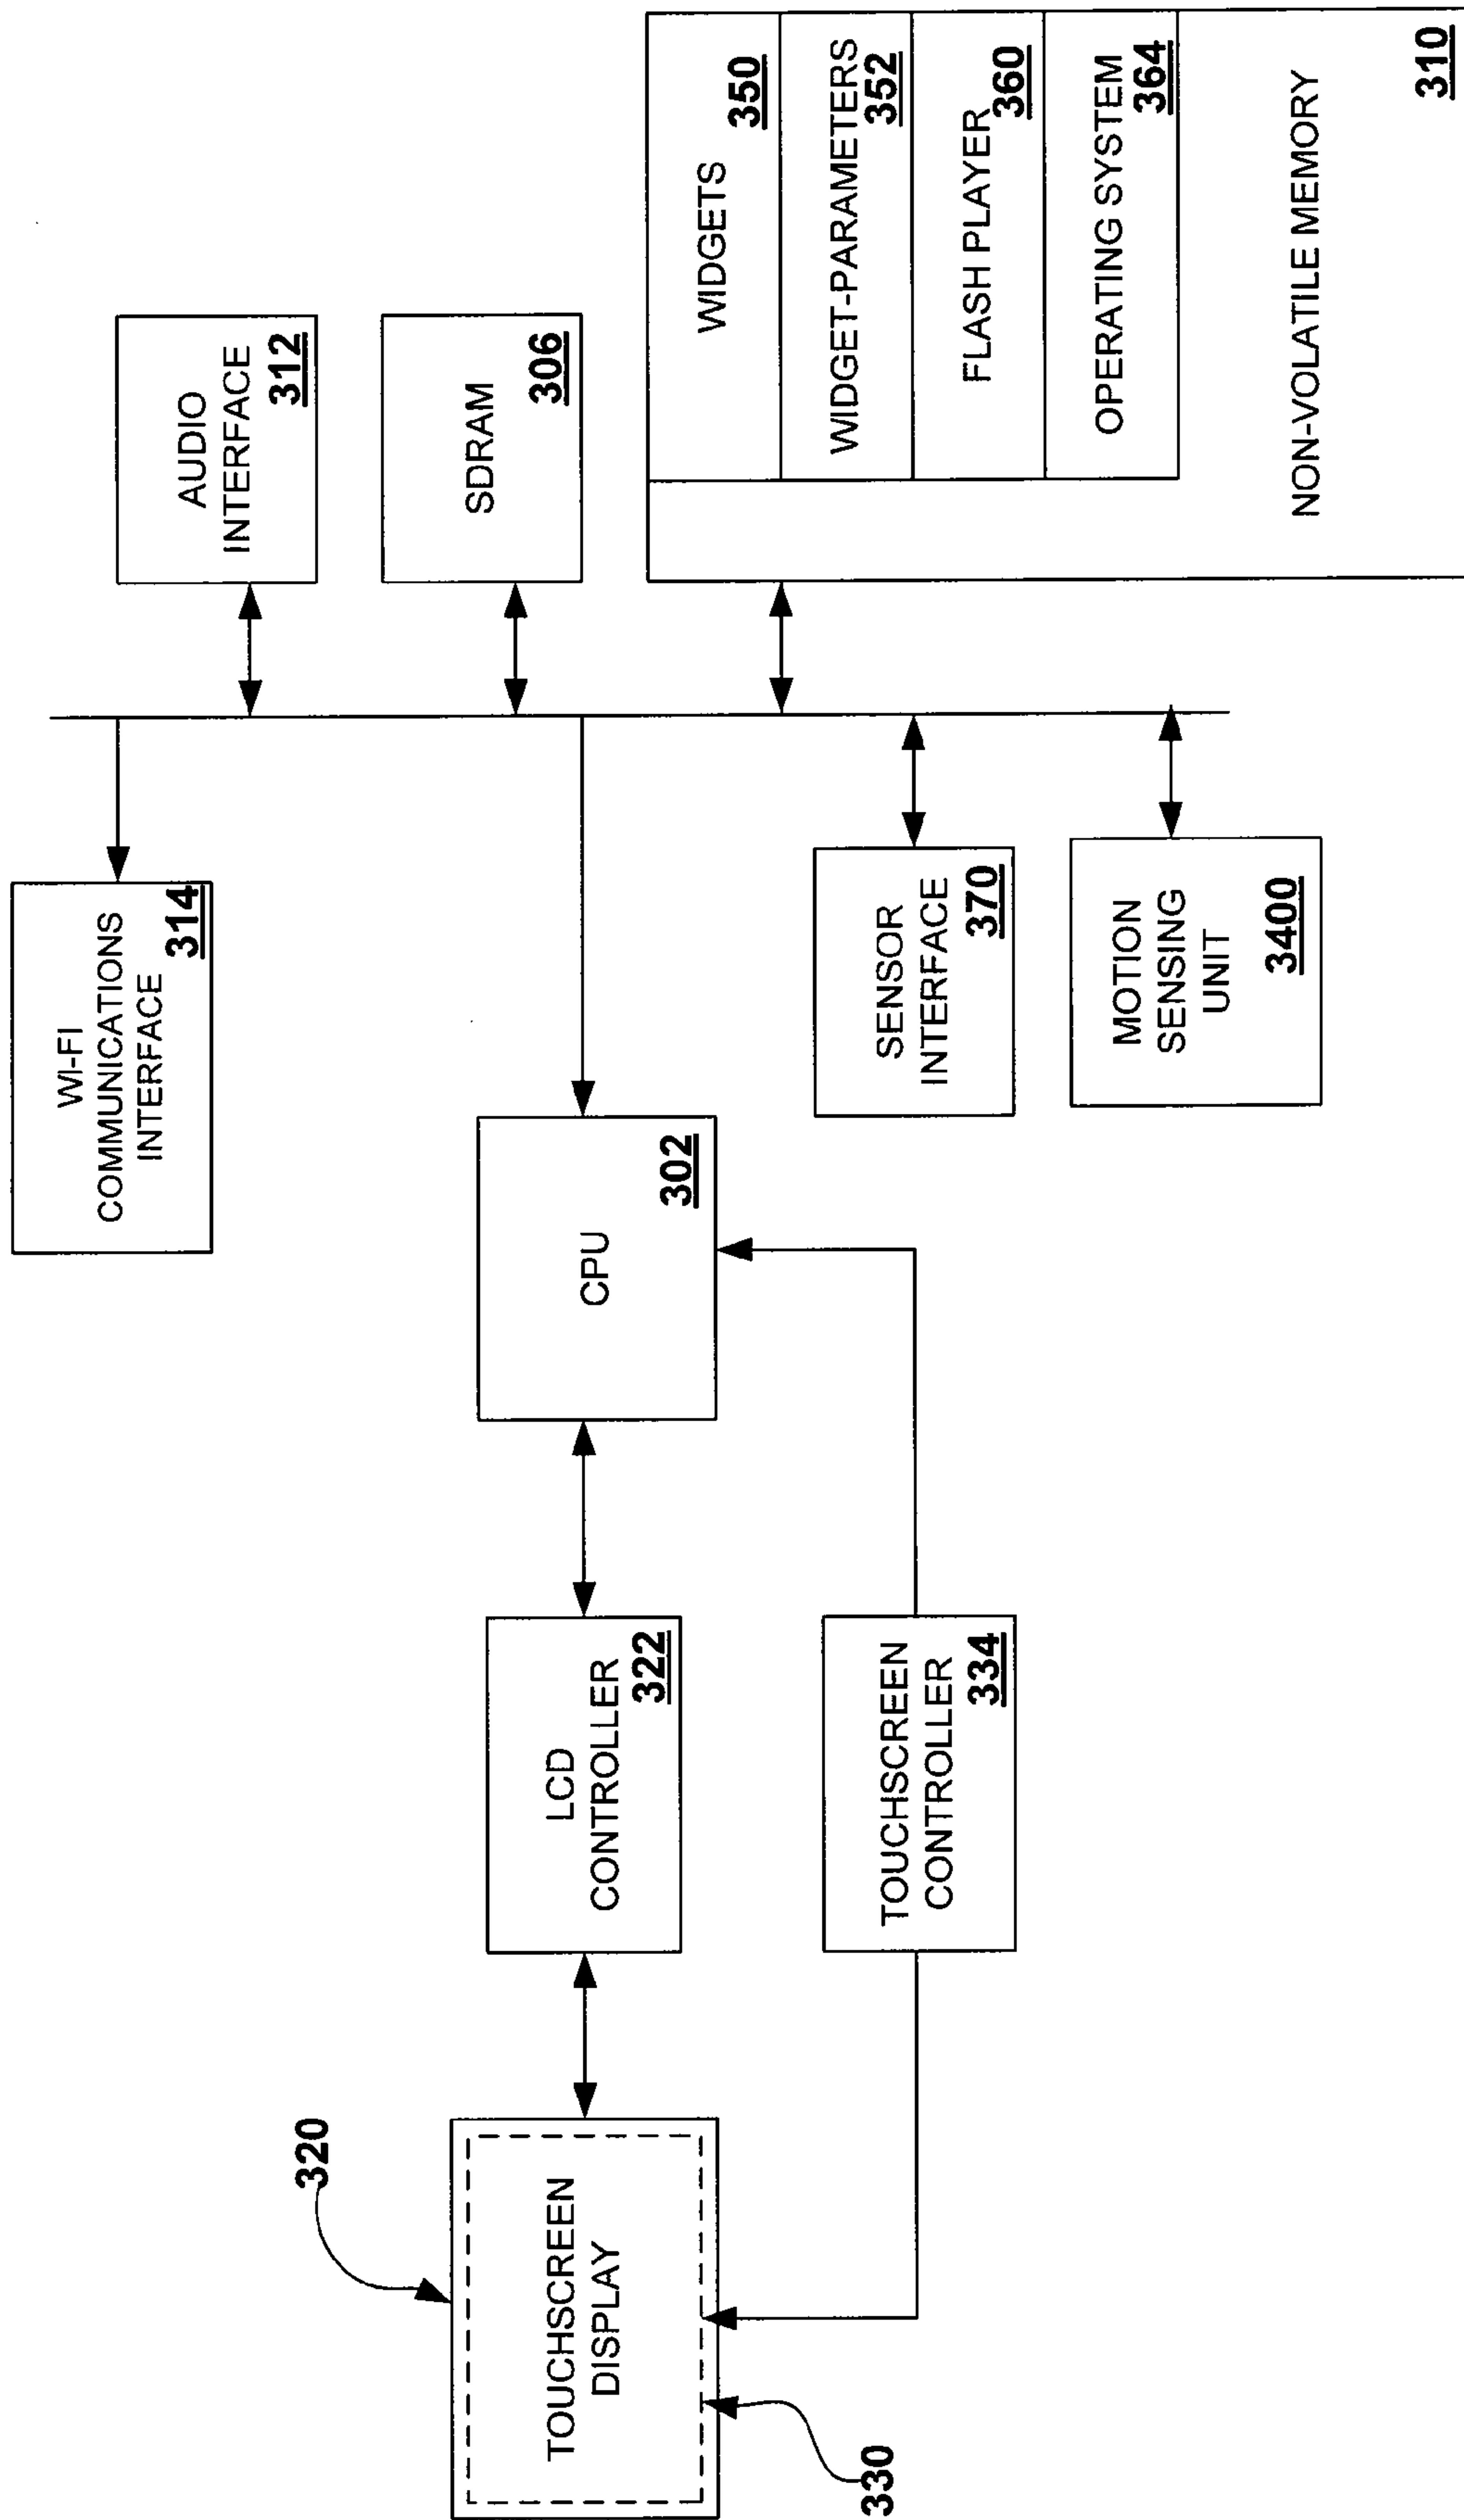 320
TOUCHSCREEN
DISPLAY
330
LCD
CONTROLLER
322
TOUCHSCREEN
CONTROLLER
334
CPU
302
WI-FI
COMMUNICATIONS
INTERFACE
314
SENSOR
INTERFACE
370
MOTION
SENSING
UNIT
3400
AUDIO
INTERFACE
312
SDRAM
306
WIDGETS
350
WIDGET-PARAMETERS
352
FLASH PLAYER
360
OPERATING SYSTEM
364
NON-VOLATILE MEMORY
310